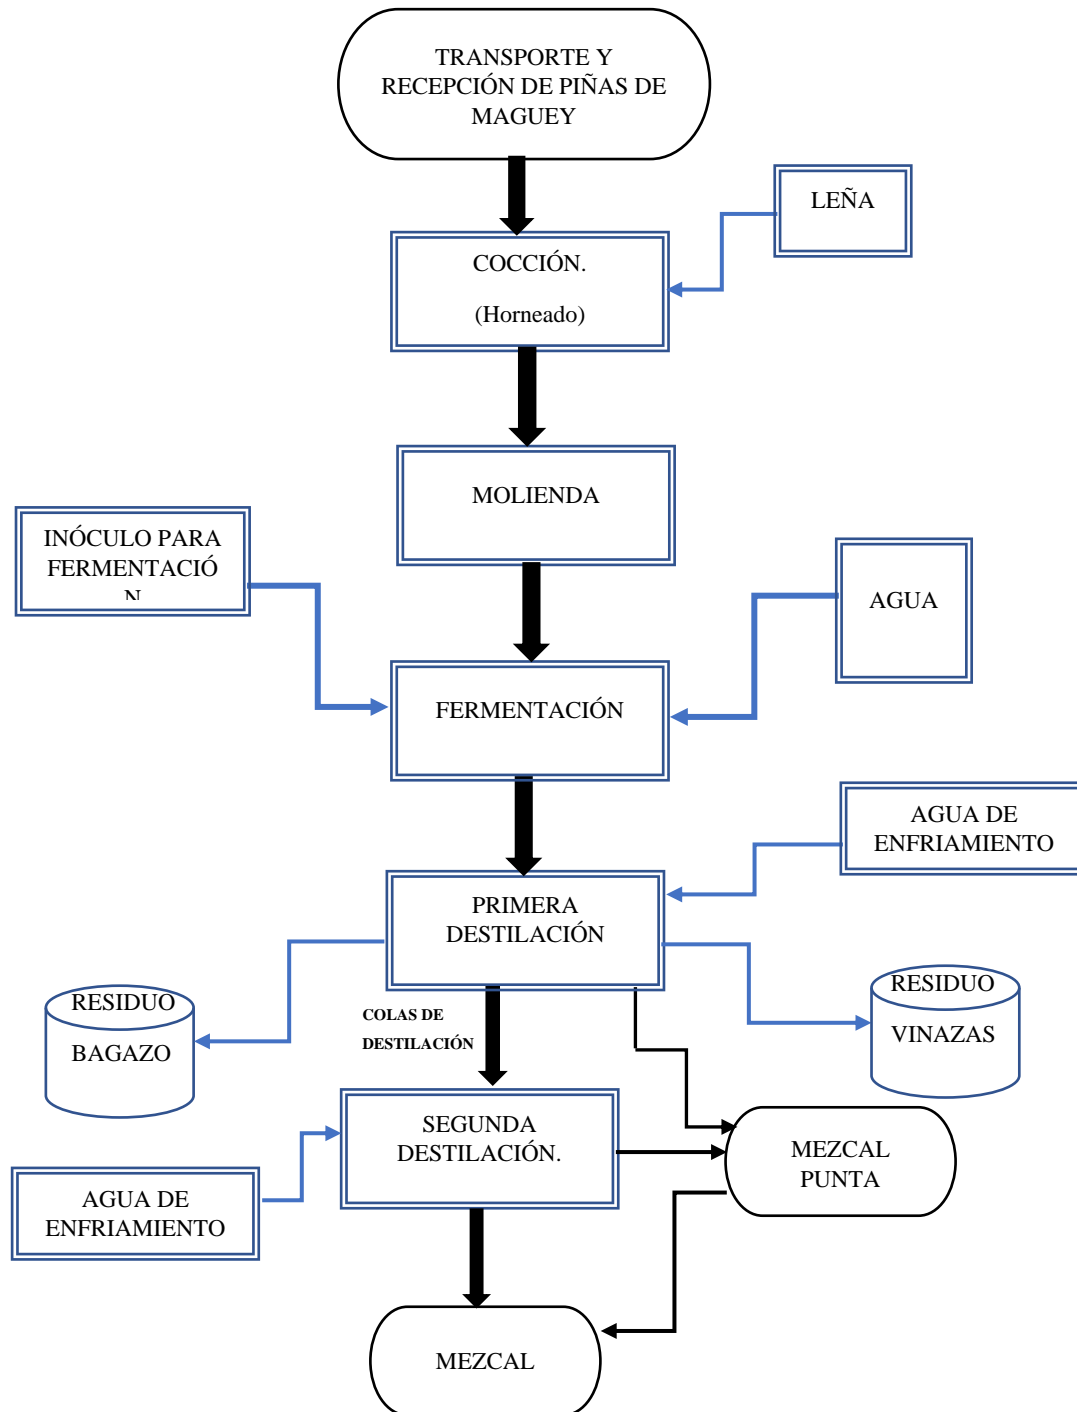 TRANSPORTE Y
RECEPCIÓN DE PIÑAS DE
MAGUEY
LEÑA
COCCIÓN.
(Horneado)
MOLIENDA
INÓCULO PARA
FERMENTACIÓ
N
AGUA
FERMENTACIÓN
AGUA DE
ENFRIAMIENTO
PRIMERA
DESTILACIÓN
RESIDUO
BAGAZO
COLAS DE
DESTILACIÓN
RESIDUO
VINAZAS
SEGUNDA
DESTILACIÓN.
MEZCAL
PUNTA
AGUA DE
ENFRIAMIENTO
MEZCAL